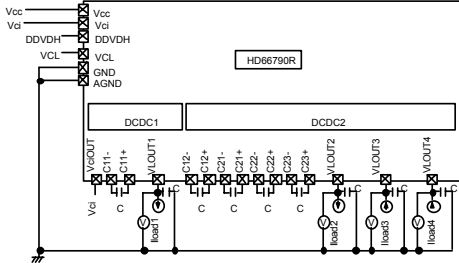 Vcc
Vcc
Vci
Vci
DDVDH
DDVDH
VCL
VCL
GND
AGND
HD66790R
DCDC1
DCDC2
VciOUT
C11-
C11+
VLOUT1
C12-
C12+
C21-
C21+
C22-
C22+
C23-
C23+
VLOUT2
VLOUT3
VLOUT4
Vci
C
C
C
C
C
C
C
C
C
V
Iload1
V
Iload2
V
Iload3
V
Iload4